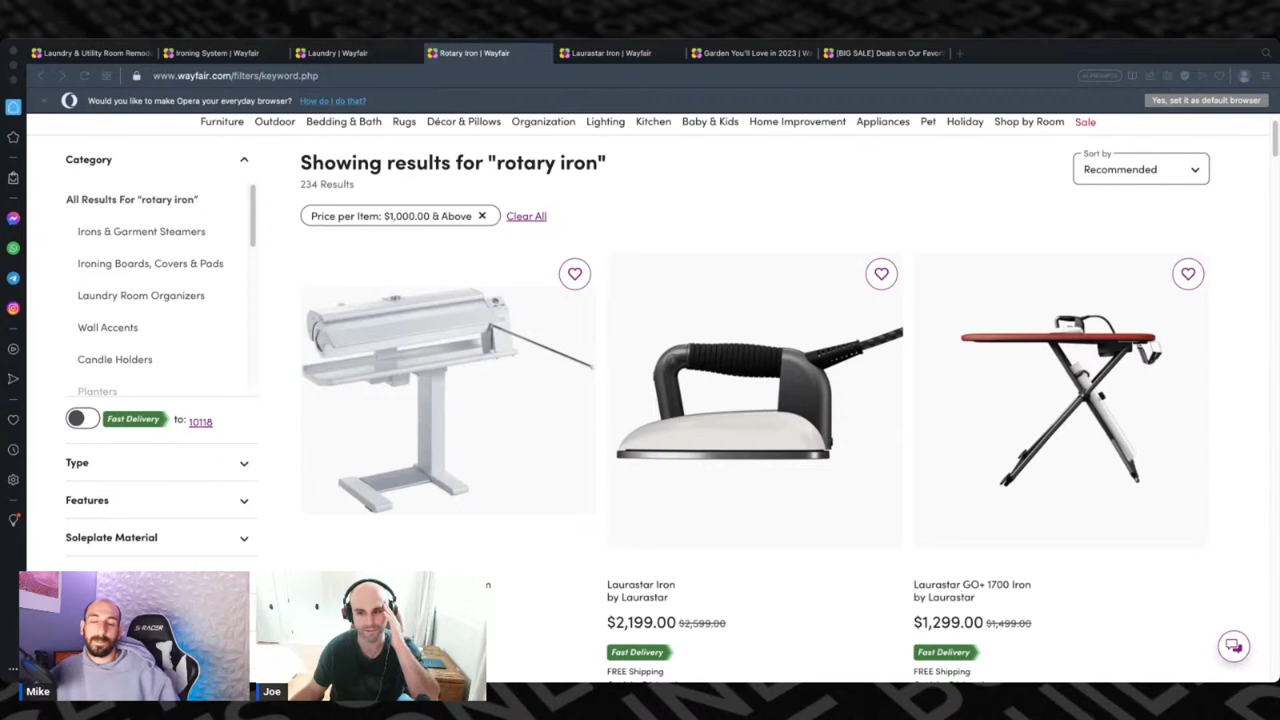 Laundry & Utility Room Remod
Ironing System | Wayfair
Laundry | Wayfair
Rotary Iron | Wayfair
Laurastar Iron | Wayfair
Garden You'll Love in 2023 | Wa
[BIG SALE] Deals on Our Favori
www.wayfair.com/filters/keyword.php
AI PROMPTS
Would you like to make Opera your everyday browser? How do I do that?
Yes, set it as default browser
Furniture Outdoor Bedding & Bath Rugs Décor & Pillows Organization Lighting Kitchen Baby & Kids Home Improvement Appliances Pet Holiday Shop by Room Sale
Category
All Results For "rotary iron"
Irons & Garment Steamers
Ironing Boards, Covers & Pads
Laundry Room Organizers
Wall Accents
Candle Holders
Planters
Fast Delivery to: 10118
Type
Features
Soleplate Material
Showing results for "rotary iron"
234 Results
Sort by
Recommended
Price per Item: $1,000.00 & Above
Clear All
Laurastar Iron
by Laurastar
$2,199.00 $2,599.00
Fast Delivery
FREE Shipping
Laurastar GO+ 1700 Iron
by Laurastar
$1,299.00 $1,499.00
Fast Delivery
FREE Shipping
S-RACER
Mike
Joe